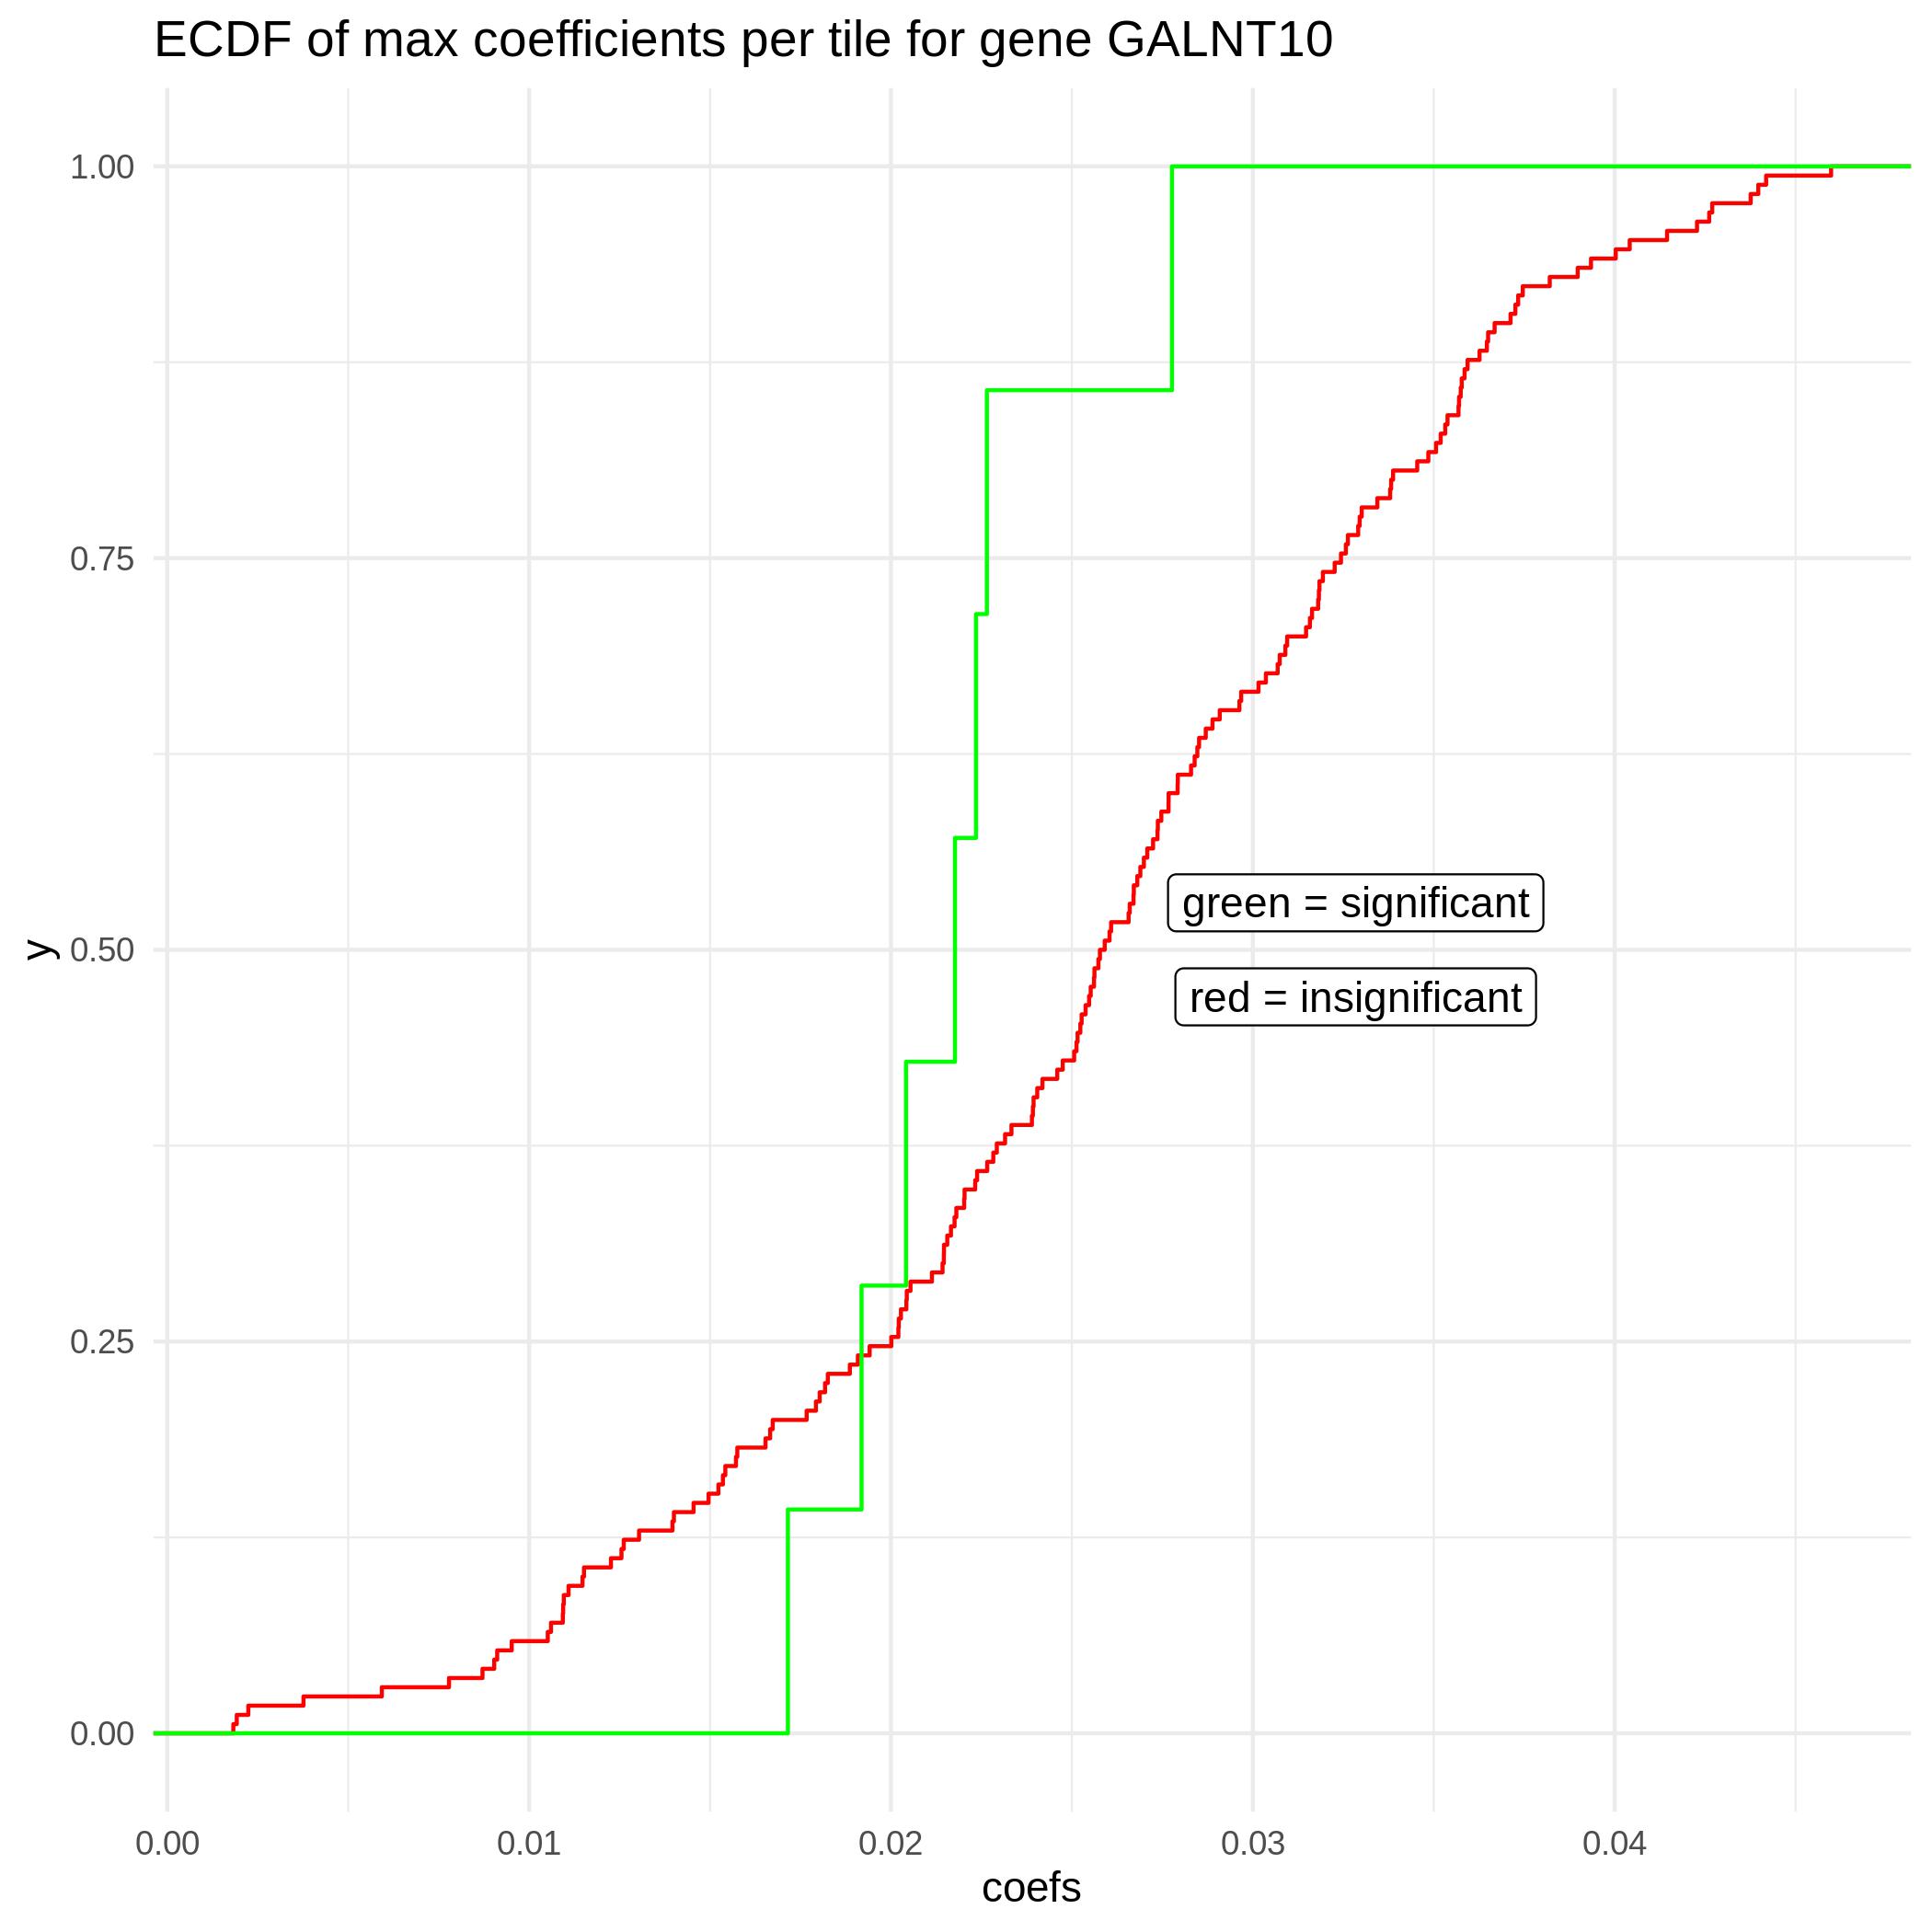 ECDF of max coefficients per tile for gene GALNT10
1.00
0.75
y
0.50
0.25
0.00
green = significant
red = insignificant
0.00 0.01 0.02 0.03 0.04
coefs